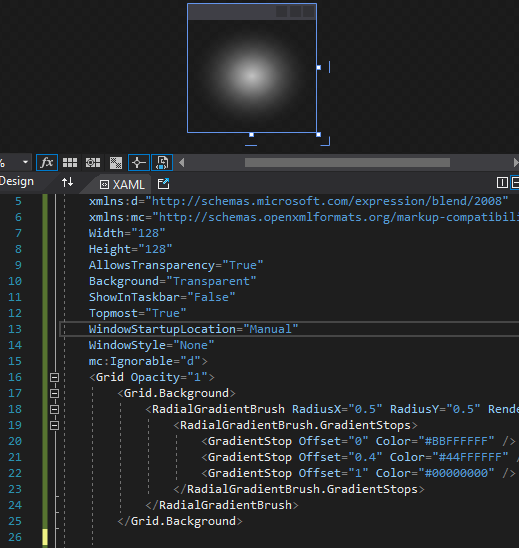 %
fx
Design
XAML
5 xmlns:d="http://schemas.microsoft.com/expression/blend/2008"
6 xmlns:mc="http://schemas.openxmlformats.org/markup-compatibili
7 Width="128"
8 Height="128"
9 AllowsTransparency="True"
10 Background="Transparent"
11 ShowInTaskbar="False"
12 Topmost="True"
13 WindowStartupLocation="Manual"
14 WindowStyle="None"
15 mc:Ignorable="d">
16 <Grid Opacity="1">
17 <Grid.Background>
18 <RadialGradientBrush RadiusX="0.5" RadiusY="0.5" Rende
19 <RadialGradientBrush.GradientStops>
20 <GradientStop Offset="0" Color="#BBFFFFFF" />
21 <GradientStop Offset="0.4" Color="#44FFFFFF" />
22 <GradientStop Offset="1" Color="#00000000" />
23 </RadialGradientBrush.GradientStops>
24 </RadialGradientBrush>
25 </Grid.Background>
26